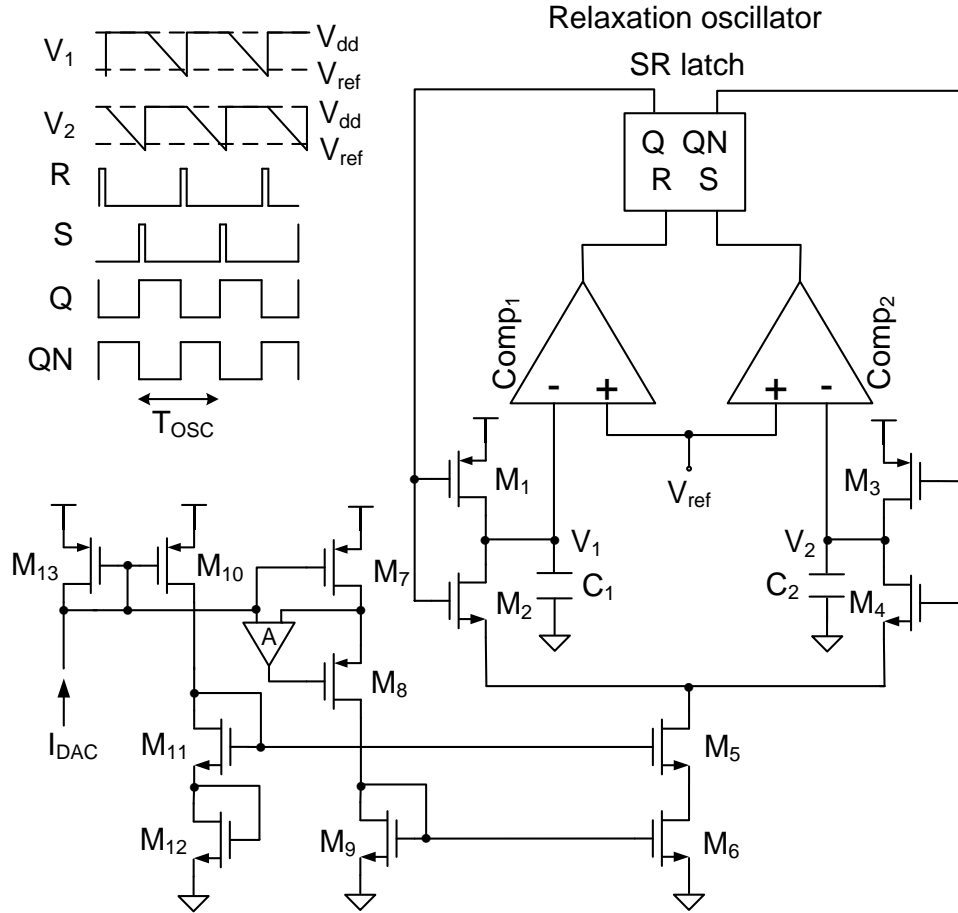 Relaxation oscillator
SR latch
V1
Vdd
Vref
V2
Vdd
Vref
R
S
Q
QN
TOSC
Q QN
R S
Comp1
Comp2
- +
+ -
Vref
M1
M2
V1
C1
M3
M4
V2
C2
M13
M10
M7
A
M8
IDAC
M11
M12
M9
M5
M6